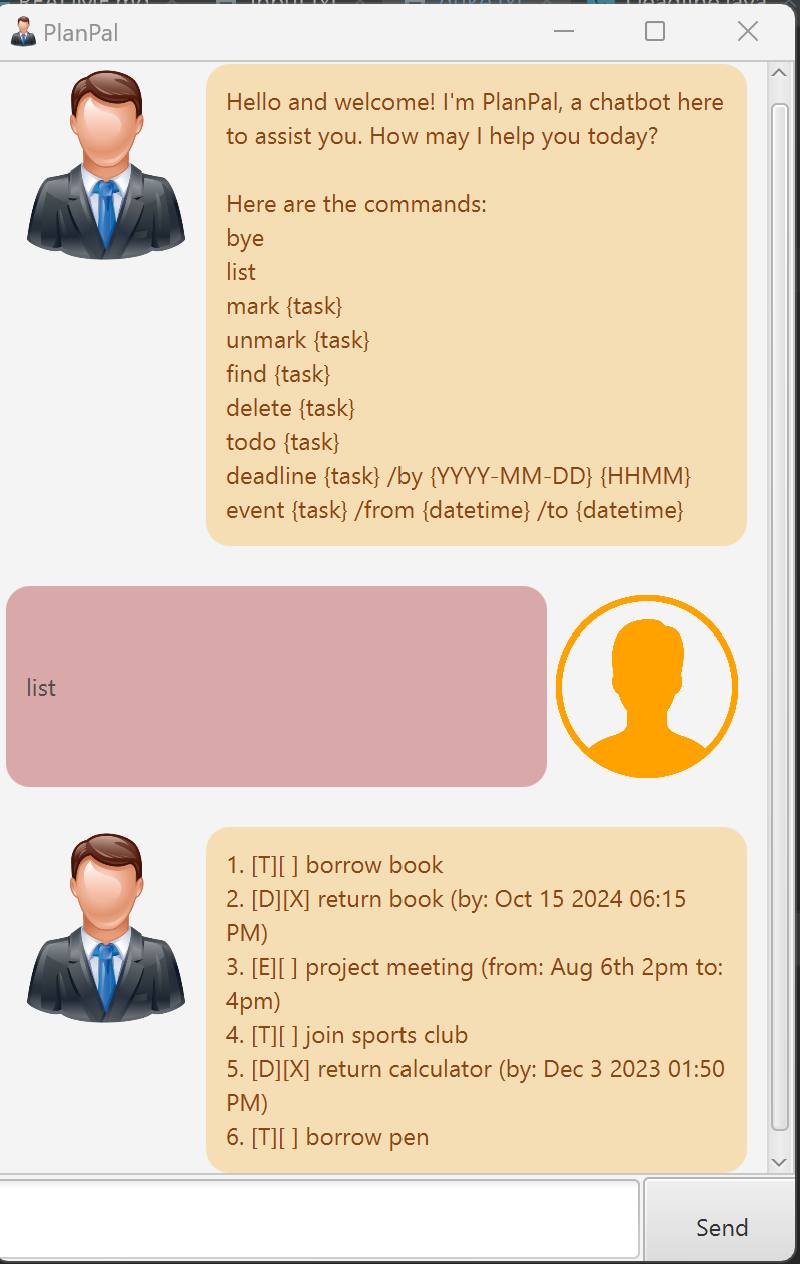 PlanPal
Hello and welcome! I'm PlanPal, a chatbot here
to assist you. How may I help you today?
Here are the commands:
bye
list
mark {task}
unmark {task}
find {task}
delete {task}
todo {task}
deadline {task} /by {YYYY-MM-DD} {HHMM}
event {task} /from {datetime} /to {datetime}
list
1. [T][ ] borrow book
2. [D][X] return book (by: Oct 15 2024 06:15
PM)
3. [E][ ] project meeting (from: Aug 6th 2pm to:
4pm)
4. [T][ ] join sports club
5. [D][X] return calculator (by: Dec 3 2023 01:50
PM)
6. [T][ ] borrow pen
Send